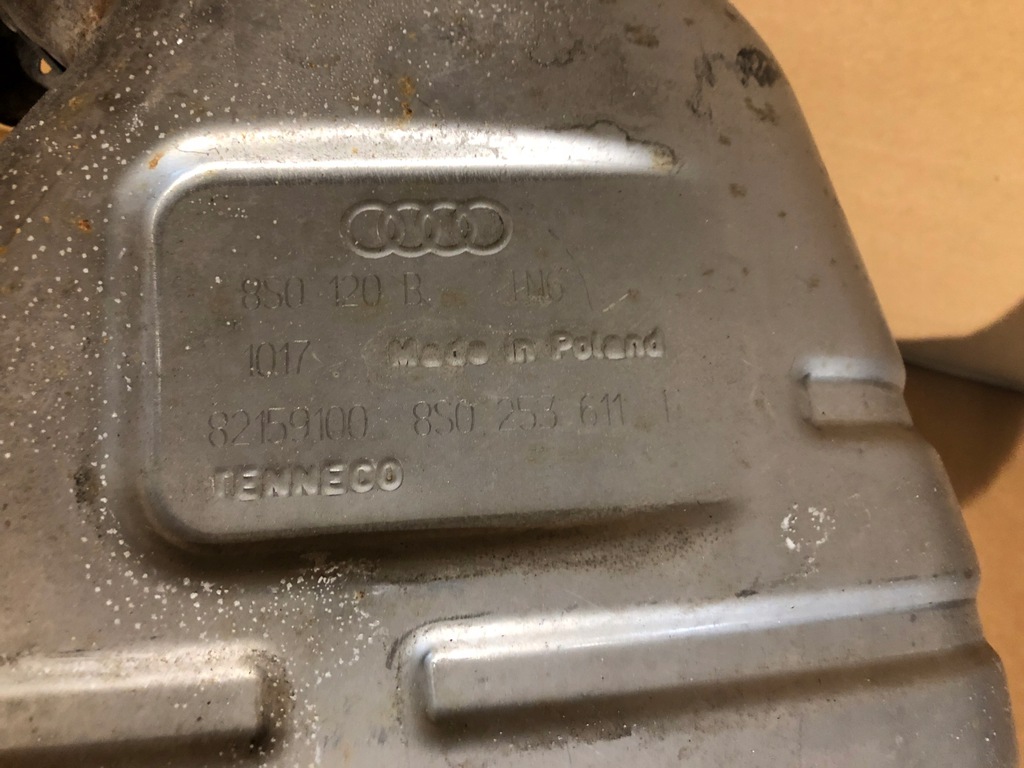 8S0 120 B
1017 Made in Poland
82159100 8S0 253 611
TENNECO